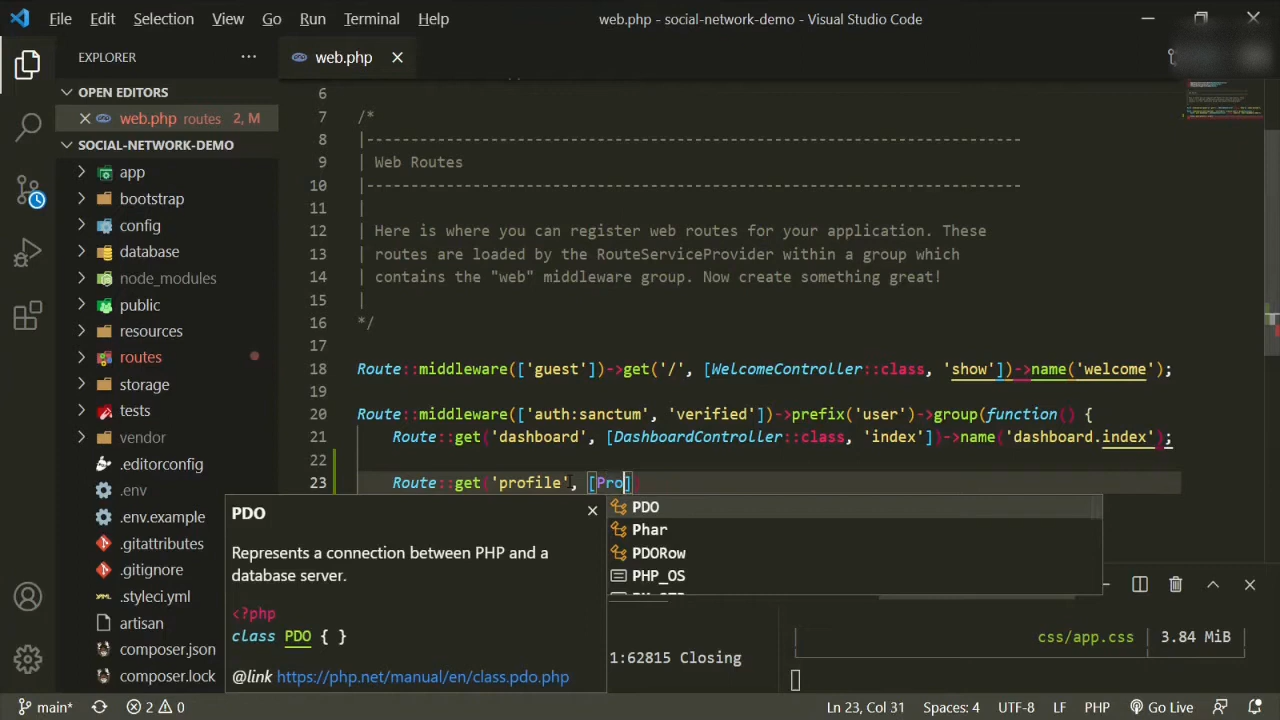 File Edit Selection View Go Run Terminal Help web.php - social-network-demo - Visual Studio Code
EXPLORER
web.php
OPEN EDITORS
web.php routes 2, M
SOCIAL-NETWORK-DEMO
app
bootstrap
config
database
node_modules
public
resources
routes
storage
tests
vendor
.editorconfig
.env
.env.example
.gitattributes
.gitignore
.styleci.yml
artisan
composer.json
composer.lock
6
7 /*
8 |--------------------------------------------------------------------------
9 | Web Routes
10 |--------------------------------------------------------------------------
11 |
12 | Here is where you can register web routes for your application. These
13 | routes are loaded by the RouteServiceProvider within a group which
14 | contains the "web" middleware group. Now create something great!
15 |
16 */
17
18 Route::middleware(['guest'])->get('/', [WelcomeController::class, 'show'])->name('welcome');
19
20 Route::middleware(['auth:sanctum', 'verified'])->prefix('user')->group(function() {
21 Route::get('dashboard', [DashboardController::class, 'index'])->name('dashboard.index');
22
23 Route::get('profile', [Pro])
PDO
Represents a connection between PHP and a
database server.
<?php
class PDO { }
@link https://php.net/manual/en/class.pdo.php
PDO
Phar
PDORow
PHP_OS
1:62815 Closing
css/app.css | 3.84 MiB
main* 2 0 Ln 23, Col 31 Spaces: 4 UTF-8 LF PHP Go Live